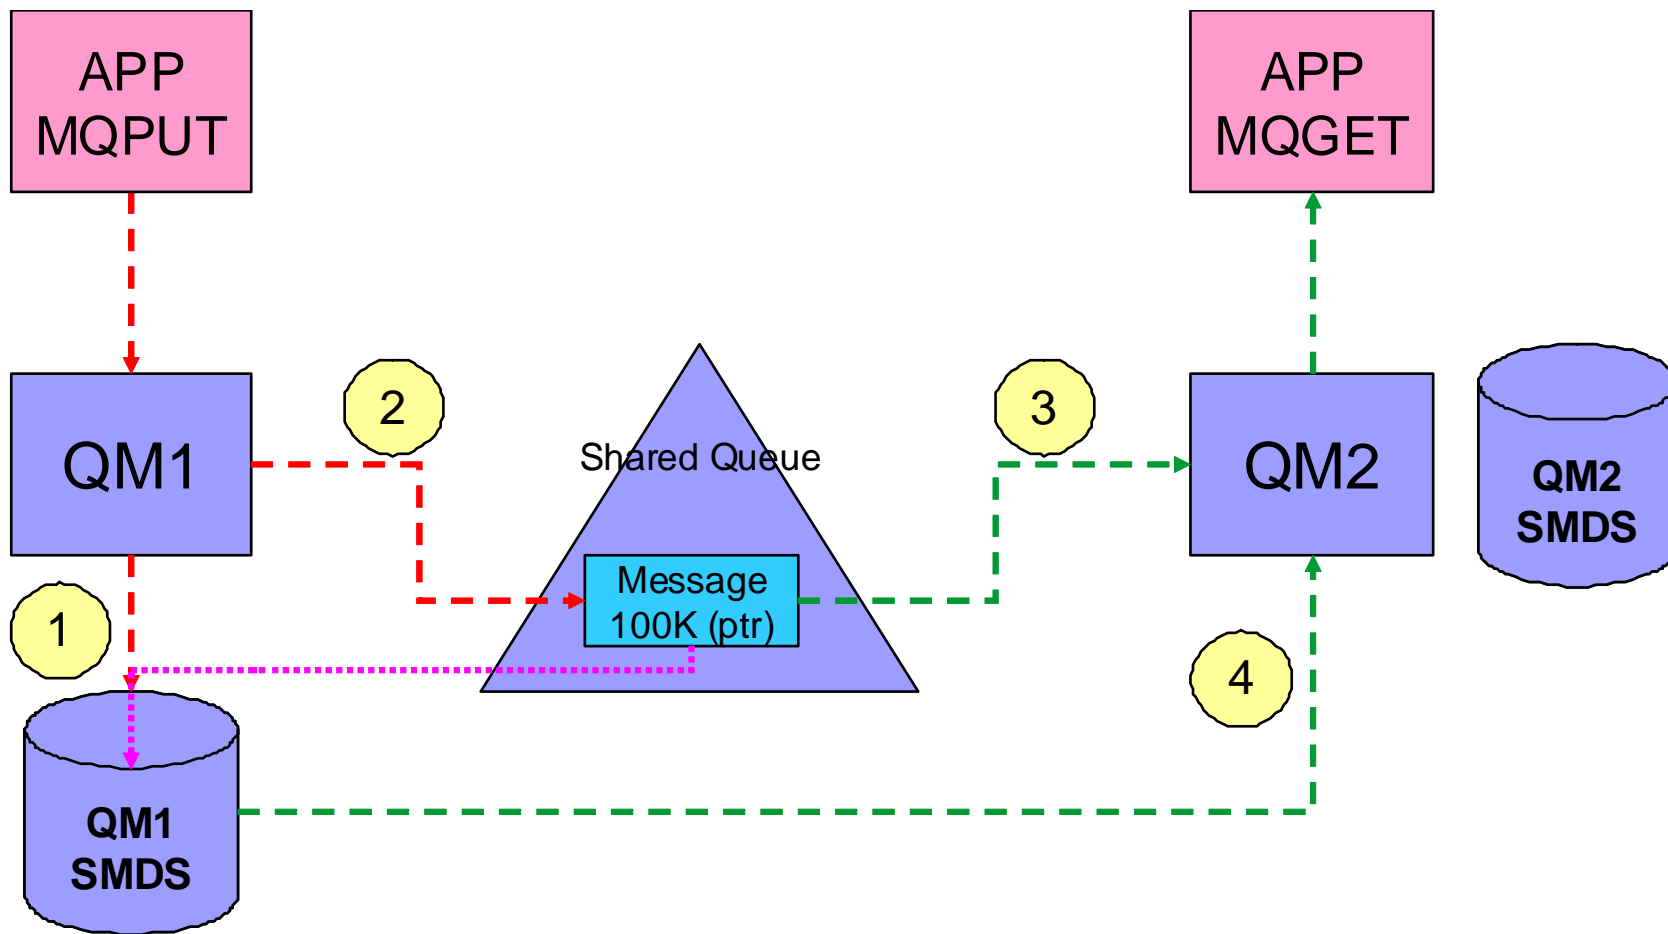 APP
MQPUT
APP
MQGET
2
3
Shared Queue
QM1
QM2
QM2
SMDS
Message
100K (ptr)
1
4
QM1
SMDS